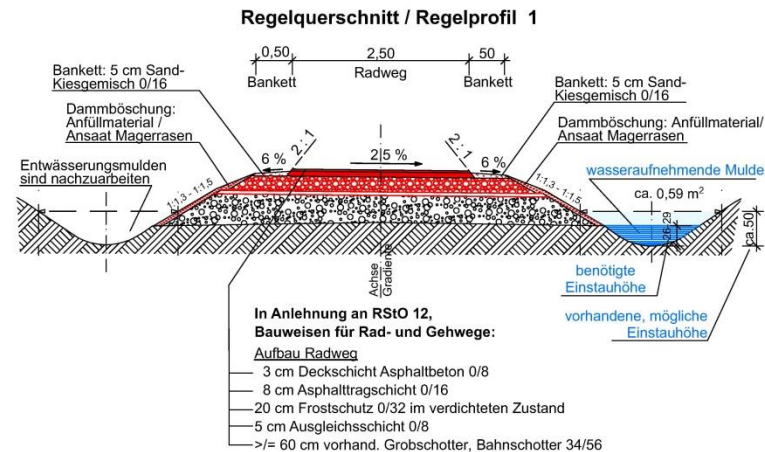 Regelquerschnitt / Regelprofil 1
0,50
2,50
50
Bankett
Radweg
Bankett
Bankett: 5 cm Sand-
Kiesgemisch 0/16
Dammböschung:
Anfüllmaterial /
Ansaat Magerrasen
Entwässerungsmulden
sind nachzuarbeiten
Bankett: 5 cm Sand-
Kiesgemisch 0/16
Dammböschung: Anfüllmaterial/
Ansaat Magerrasen
2:1
2:1
6 %
2,5 %
6 %
1:1,3 - 1:1,5
1:1,3 - 1:1,5
wasseraufnehmende Mulde
ca. 0,59 m²
26-29
ca.50
benötigte
Einstauhöhe
vorhandene, mögliche
Einstauhöhe
Achse
Gradiente
In Anlehnung an RStO 12,
Bauweisen für Rad- und Gehwege:
Aufbau Radweg
3 cm Deckschicht Asphaltbeton 0/8
8 cm Asphalttragschicht 0/16
20 cm Frostschutz 0/32 im verdichteten Zustand
5 cm Ausgleichsschicht 0/8
>/= 60 cm vorhand. Grobschotter, Bahnschotter 34/56